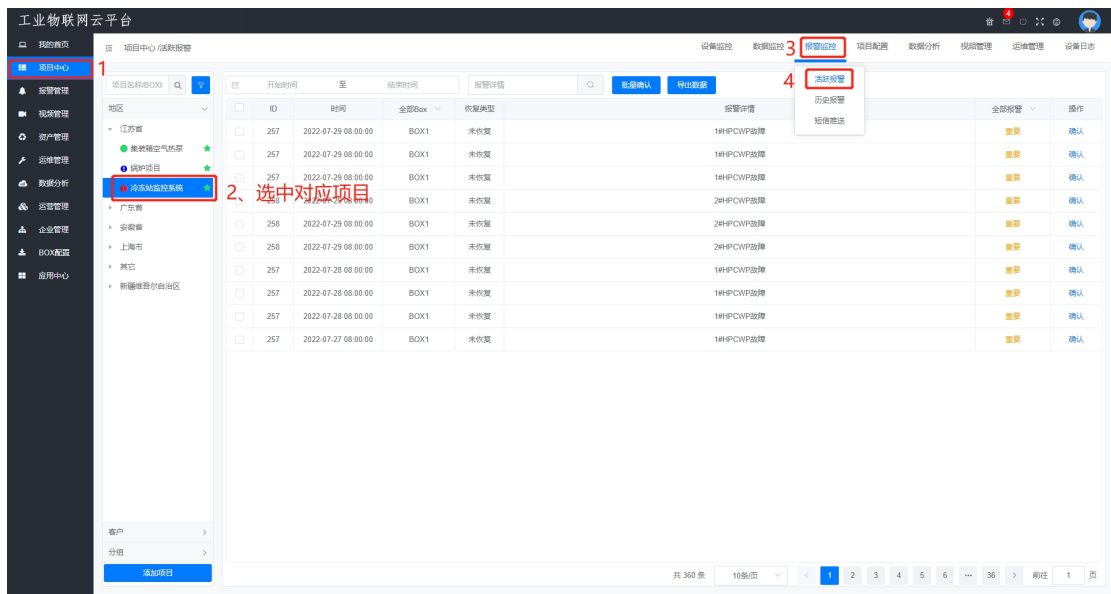 工业物联网云平台
4
我的首页
项目中心
报警管理
视频管理
资产管理
运维管理
数据分析
运营管理
企业管理
BOX配置
应用中心
1
项目中心/活跃报警
设备监控 数据监控 3 报警监控 项目配置 数据分析 视频管理 运维管理 设备日志
4 活跃报警
历史报警
短信推送
项目名称/BOXI
地区
江苏省
集装箱空气热泵
锅炉项目
冷冻站监控系统
2、选中对应项目
广东省
安徽省
上海市
其它
新疆维吾尔自治区
客户
分组
添加项目
开始时间 至 结束时间 报警详情 批量确认 导出数据
ID 时间 全部Box 恢复类型 报警详情 全部报警 操作
257 2022-07-29 08:00:00 BOX1 未恢复 1#HPCWP故障 重要 确认
257 2022-07-29 08:00:00 BOX1 未恢复 1#HPCWP故障 重要 确认
257 2022-07-29 08:00:00 BOX1 未恢复 1#HPCWP故障 重要 确认
258 2022-07-29 08:00:00 BOX1 未恢复 2#HPCWP故障 重要 确认
258 2022-07-29 08:00:00 BOX1 未恢复 2#HPCWP故障 重要 确认
258 2022-07-29 08:00:00 BOX1 未恢复 2#HPCWP故障 重要 确认
257 2022-07-28 08:00:00 BOX1 未恢复 1#HPCWP故障 重要 确认
257 2022-07-28 08:00:00 BOX1 未恢复 1#HPCWP故障 重要 确认
257 2022-07-28 08:00:00 BOX1 未恢复 1#HPCWP故障 重要 确认
257 2022-07-27 08:00:00 BOX1 未恢复 1#HPCWP故障 重要 确认
共 360 条 10条/页 < 1 2 3 4 5 6 ··· 36 > 前往 1 页